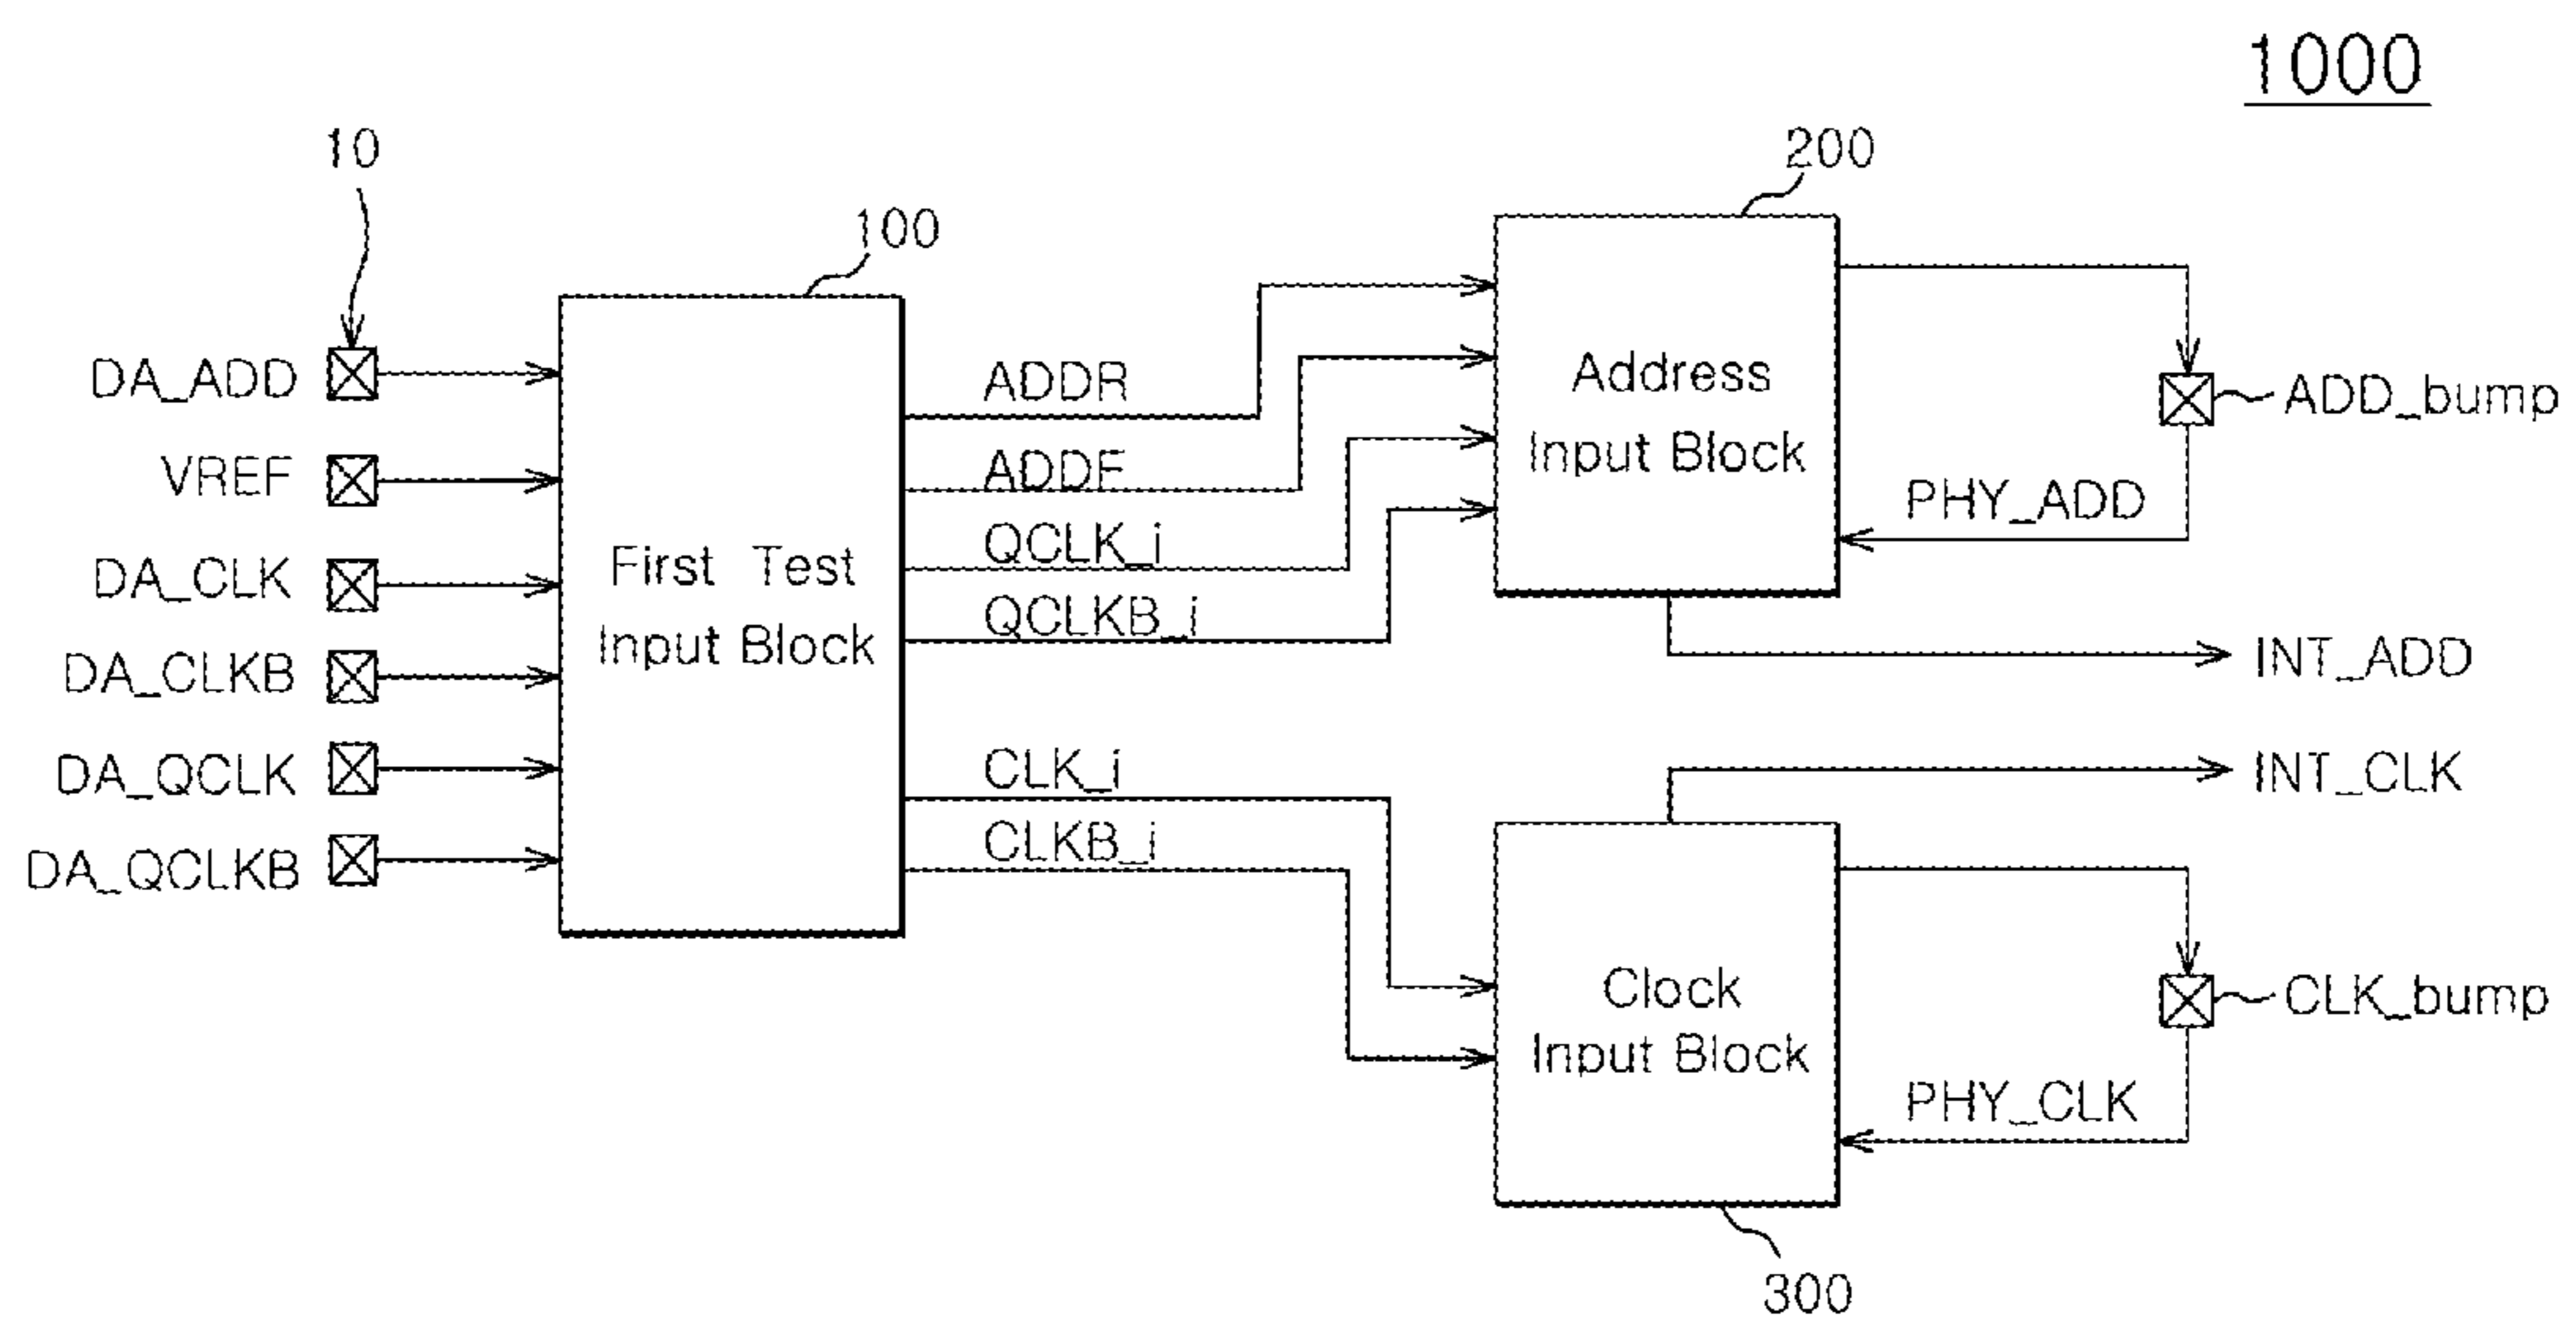 1000
10
100
200
DA_ADD
VREF
DA_CLK
DA_CLKB
DA_QCLK
DA_QCLKB
First Test
Input Block
ADDR
ADDF
QCLK_i
QCLKB_i
CLK_i
CLKB_i
Address
Input Block
ADD_bump
PHY_ADD
INT_ADD
INT_CLK
Clock
Input Block
CLK_bump
PHY_CLK
300